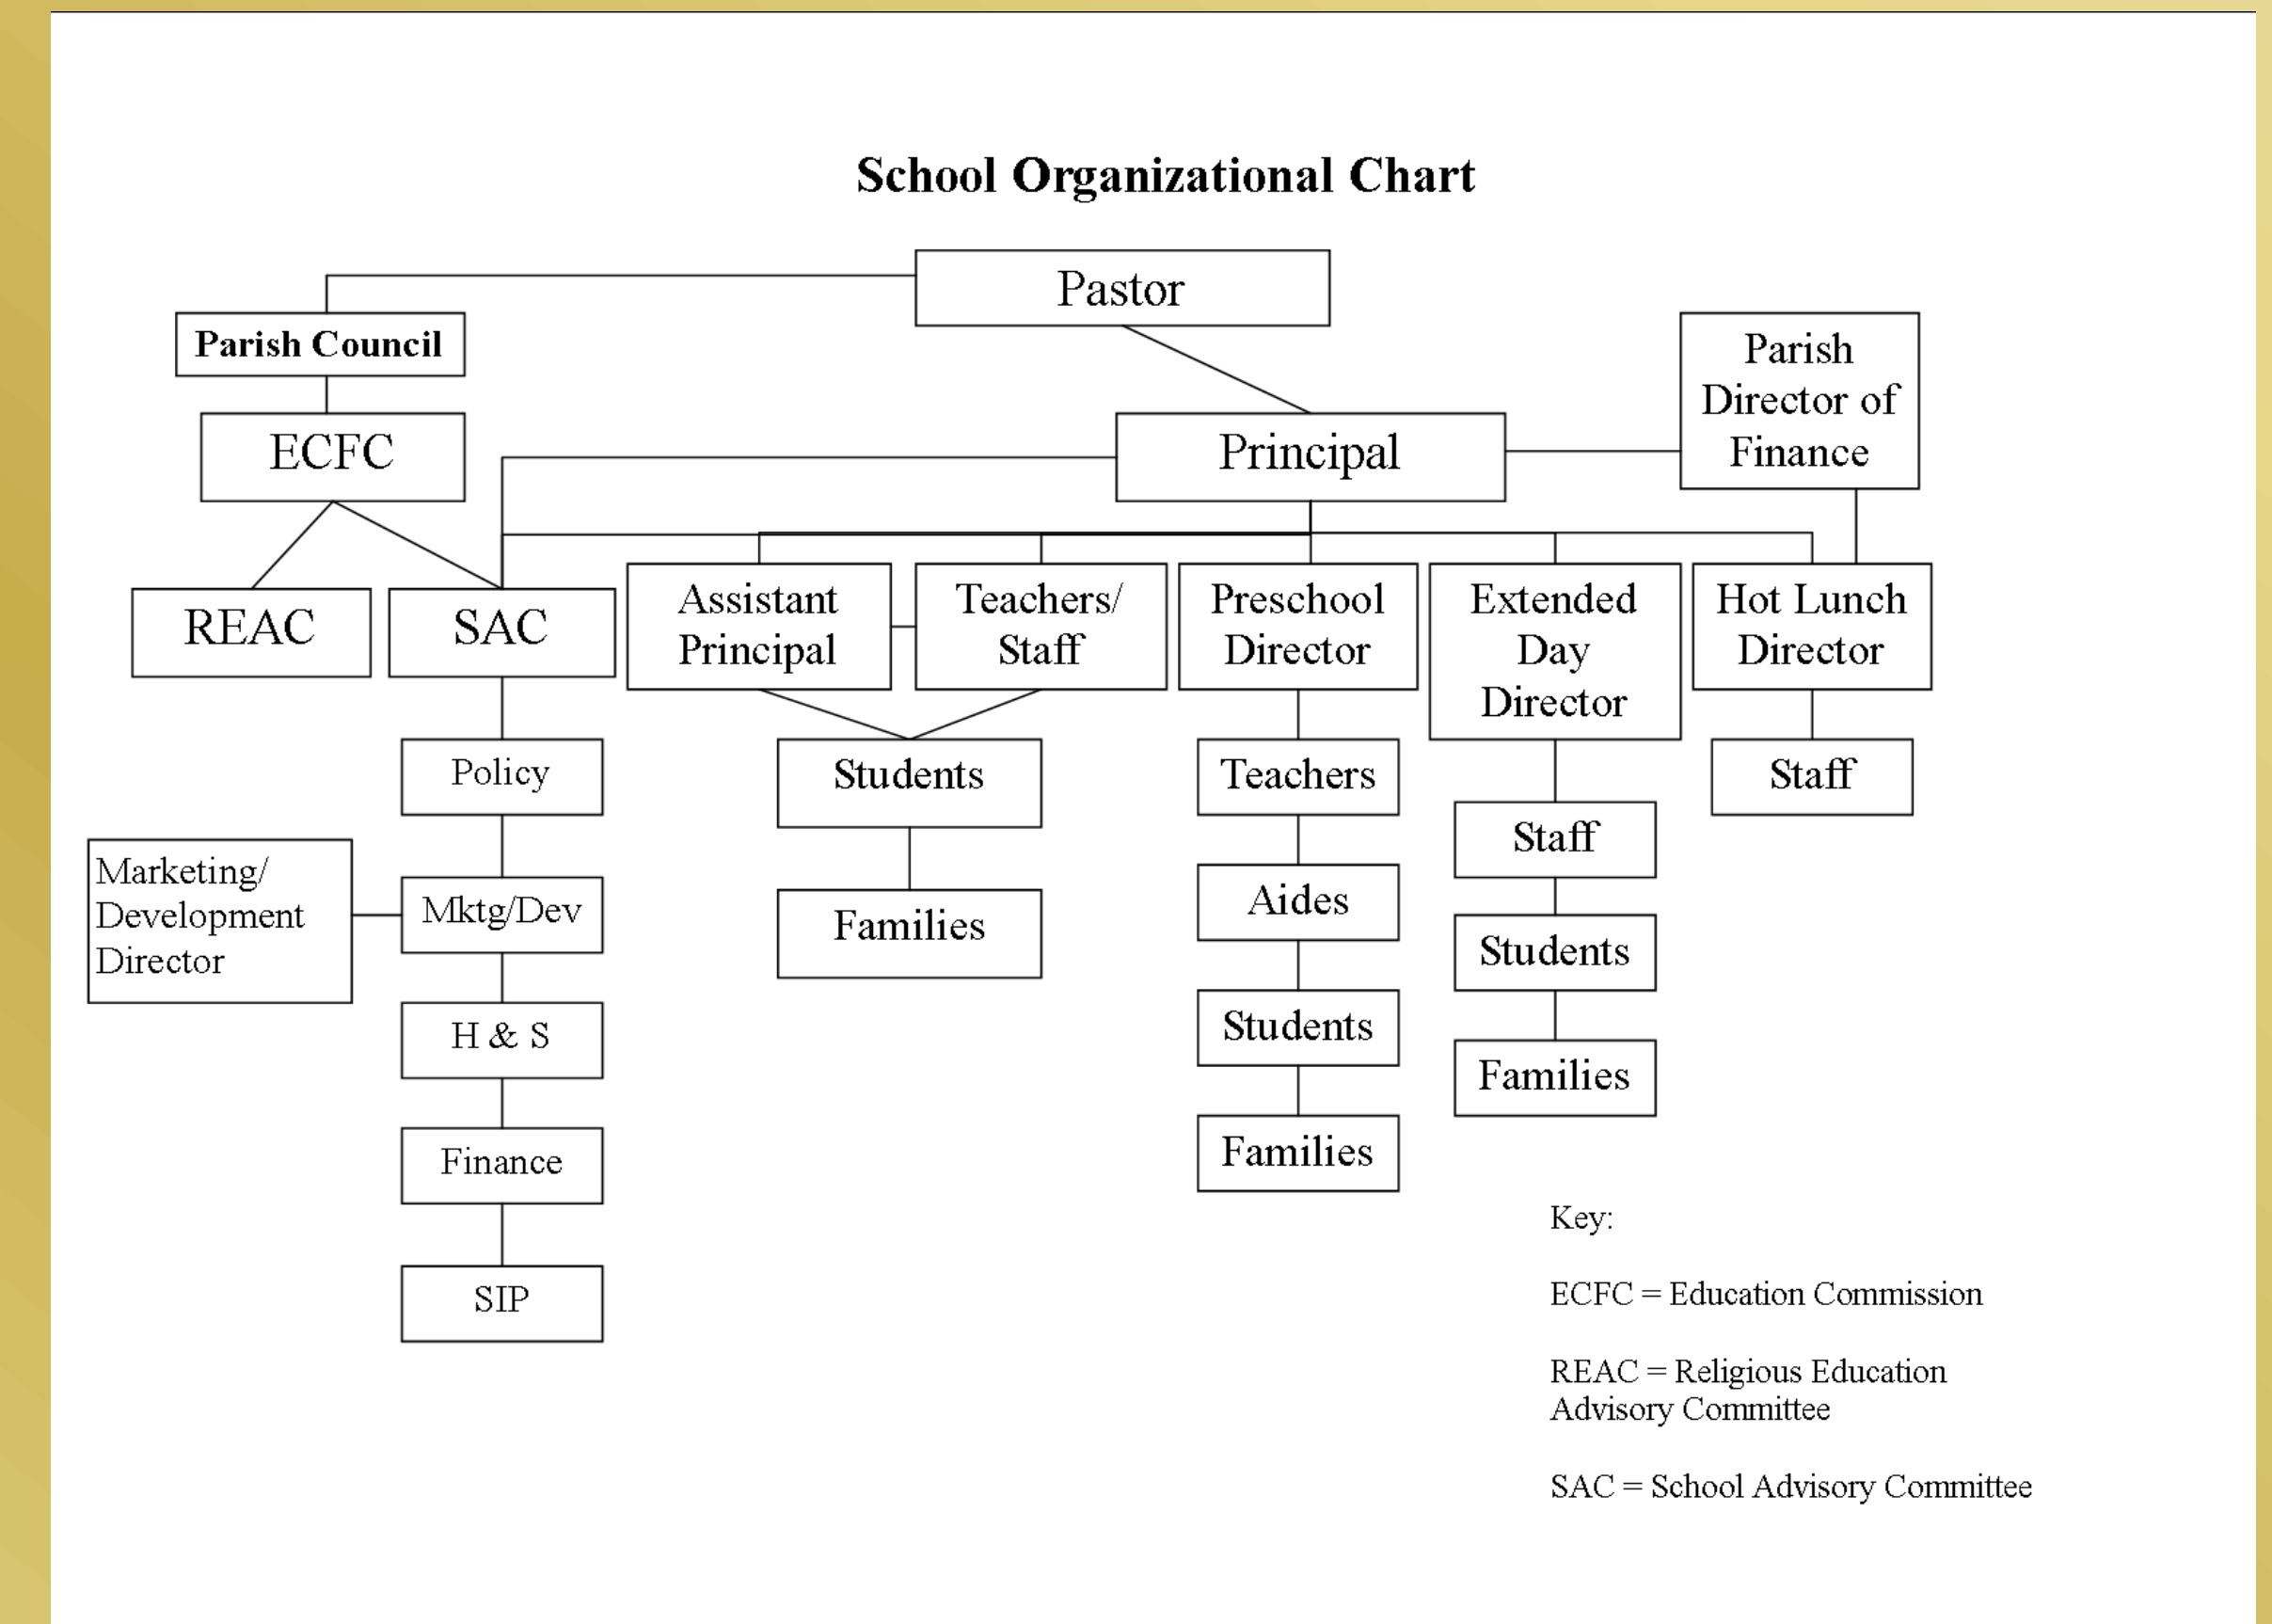 School Organizational Chart
Pastor
Parish Council
Parish
Director of
Finance
ECFC
Principal
REAC
SAC
Assistant
Principal
Teachers/
Staff
Preschool
Director
Extended
Day
Director
Hot Lunch
Director
Policy
Students
Teachers
Staff
Staff
Marketing/
Development
Director
Mktg/Dev
Families
Aides
Students
H & S
Students
Families
Finance
Families
SIP
Key:
ECFC = Education Commission
REAC = Religious Education
Advisory Committee
SAC = School Advisory Committee